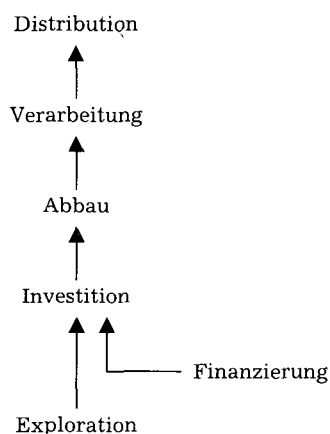 Distribution
Verarbeitung
Abbau
Investition
Finanzierung
Exploration